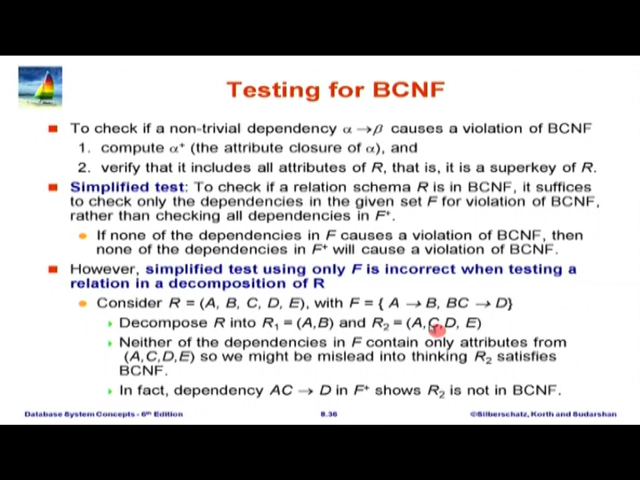 Testing for BCNF
To check if a non-trivial dependency α → β causes a violation of BCNF
1. compute α⁺ (the attribute closure of α), and
2. verify that it includes all attributes of R, that is, it is a superkey of R.
Simplified test: To check if a relation schema R is in BCNF, it suffices
to check only the dependencies in the given set F for violation of BCNF,
rather than checking all dependencies in F⁺.
If none of the dependencies in F causes a violation of BCNF, then
none of the dependencies in F⁺ will cause a violation of BCNF.
However, simplified test using only F is incorrect when testing a
relation in a decomposition of R
Consider R = (A, B, C, D, E), with F = { A → B, BC → D}
Decompose R into R₁ = (A,B) and R₂ = (A,C,D, E)
Neither of the dependencies in F contain only attributes from
(A,C,D,E) so we might be mislead into thinking R₂ satisfies
BCNF.
In fact, dependency AC → D in F⁺ shows R₂ is not in BCNF.
Database System Concepts - 6th Edition 8.36 ©Silberschatz, Korth and Sudarshan